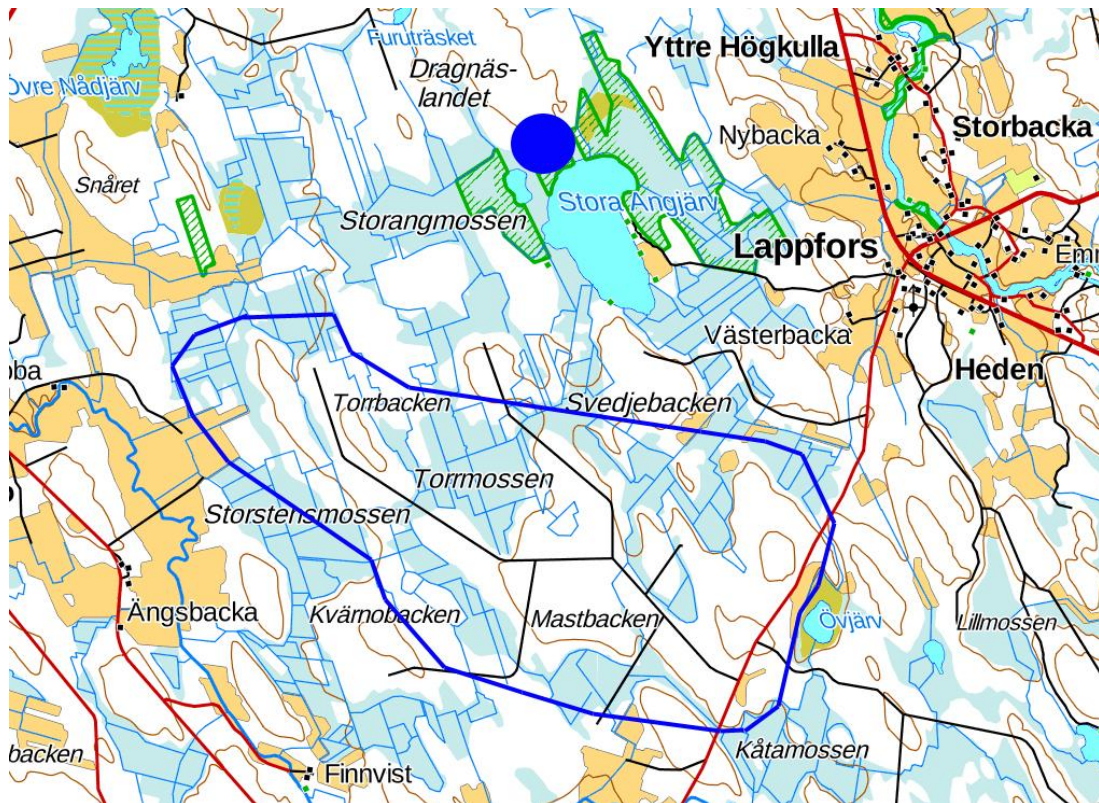 Furuträsket
Yttre Högkulla
Dragnäs-
landet
Övre Nådjärv
Nybacka
Storbacka
Snåret
Storangmossen
Stora Angjärv
Lappfors
Västerbacka
Heden
Torrbacken
Svedjebacken
Torrmossen
Storstensmossen
Ängsbacka
Kvärnobacken
Mastbacken
Övjärv
Lillmossen
Kåtamossen
backen
Finnvist